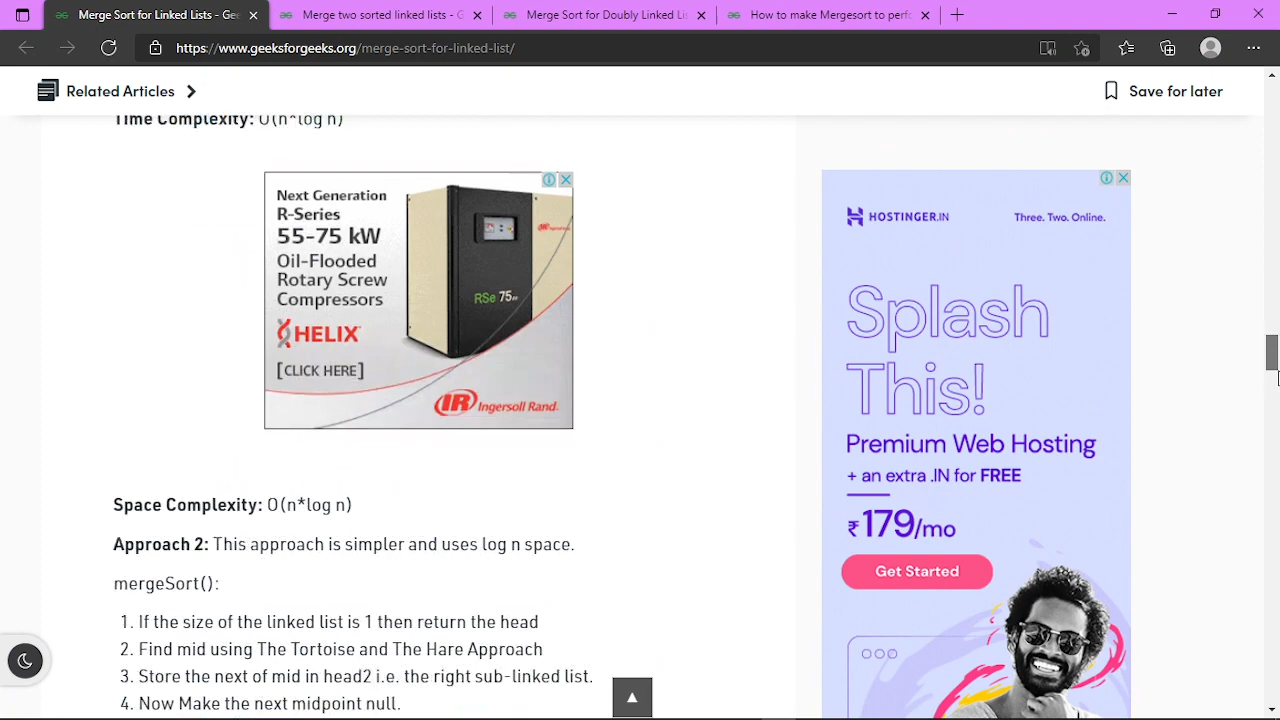 Merge Sort for Linked Lists - Ge
Merge two sorted linked lists - G
Merge Sort for Doubly Linked Li
How to make Mergesort to perfo
https://www.geeksforgeeks.org/merge-sort-for-linked-list/
Related Articles
Save for later
Time Complexity: O(n*log n)
Next Generation
R-Series
55-75 kW
Oil-Flooded
Rotary Screw
Compressors
HELIX
[CLICK HERE]
RSe 75
IR Ingersoll Rand
HOSTINGER.IN
Three. Two. Online.
Splash
This!
Premium Web Hosting
+ an extra .IN for FREE
₹179/mo
Get Started
Space Complexity: O(n*log n)
Approach 2: This approach is simpler and uses log n space.
mergeSort():
1. If the size of the linked list is 1 then return the head
2. Find mid using The Tortoise and The Hare Approach
3. Store the next of mid in head2 i.e. the right sub-linked list.
4. Now Make the next midpoint null.